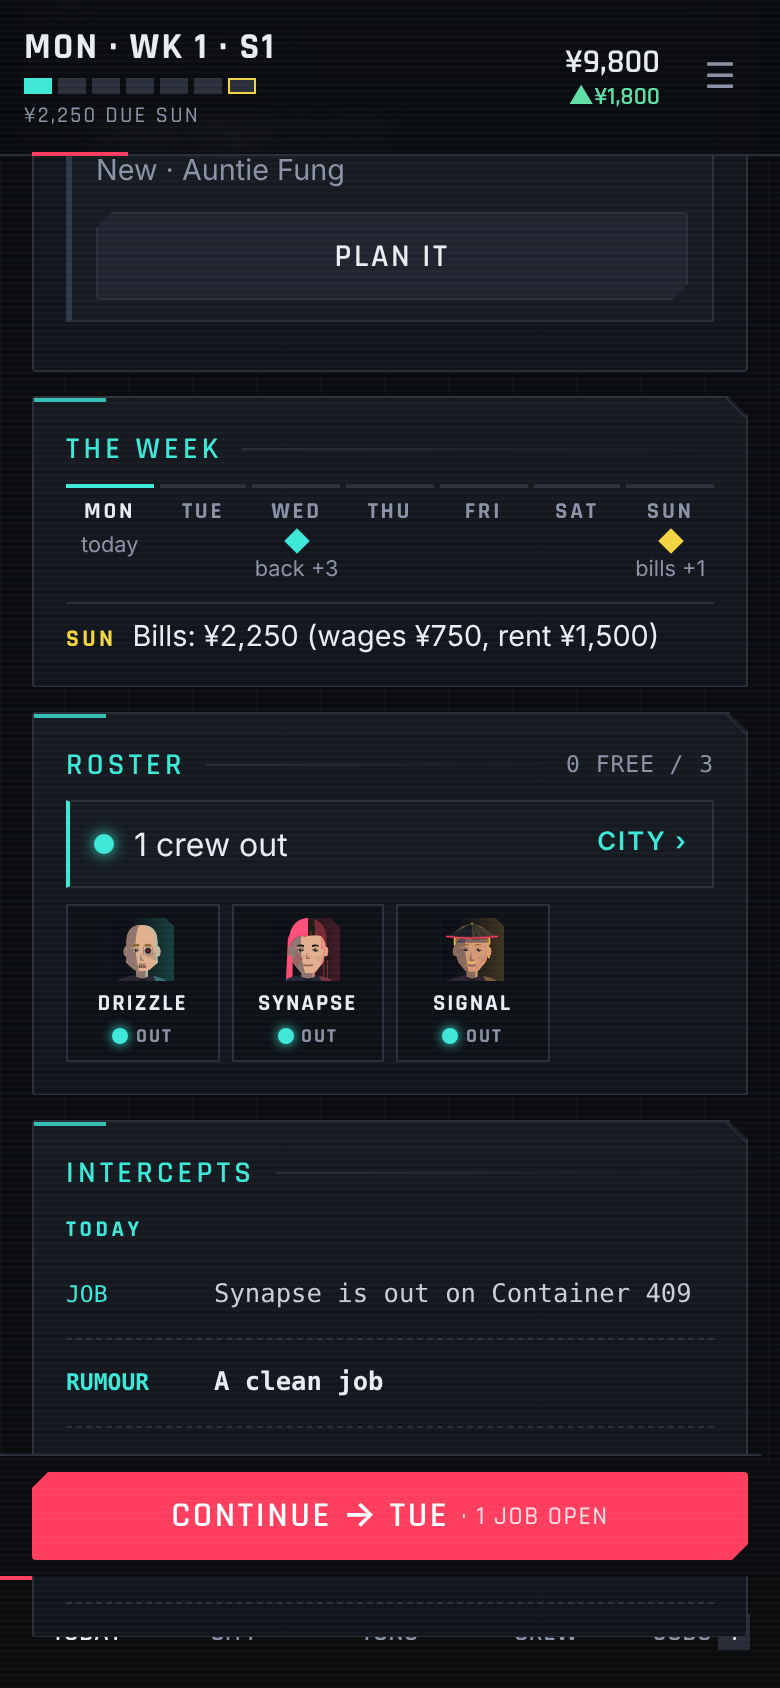 MON · WK 1 · S1
¥2,250 DUE SUN
¥9,800
▲¥1,800
New · Auntie Fung
PLAN IT
THE WEEK
MON TUE WED THU FRI SAT SUN
today
back +3 bills +1
SUN Bills: ¥2,250 (wages ¥750, rent ¥1,500)
ROSTER 0 FREE / 3
1 crew out CITY ›
DRIZZLE SYNAPSE SIGNAL
OUT OUT OUT
INTERCEPTS
TODAY
JOB Synapse is out on Container 409
RUMOUR A clean job
CONTINUE → TUE · 1 JOB OPEN